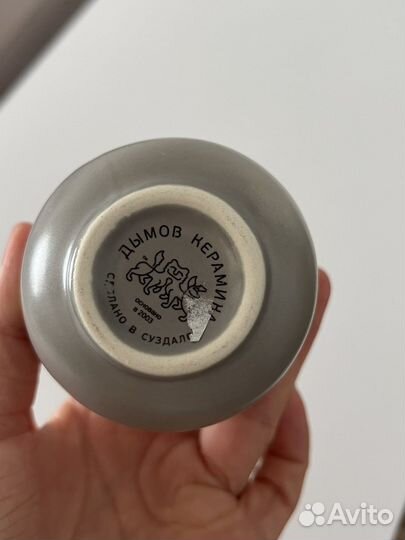 ДЫМОВ КЕРАМИКА
основано
в 2003
СДЕЛАНО В СУЗДАЛЕ
Avito